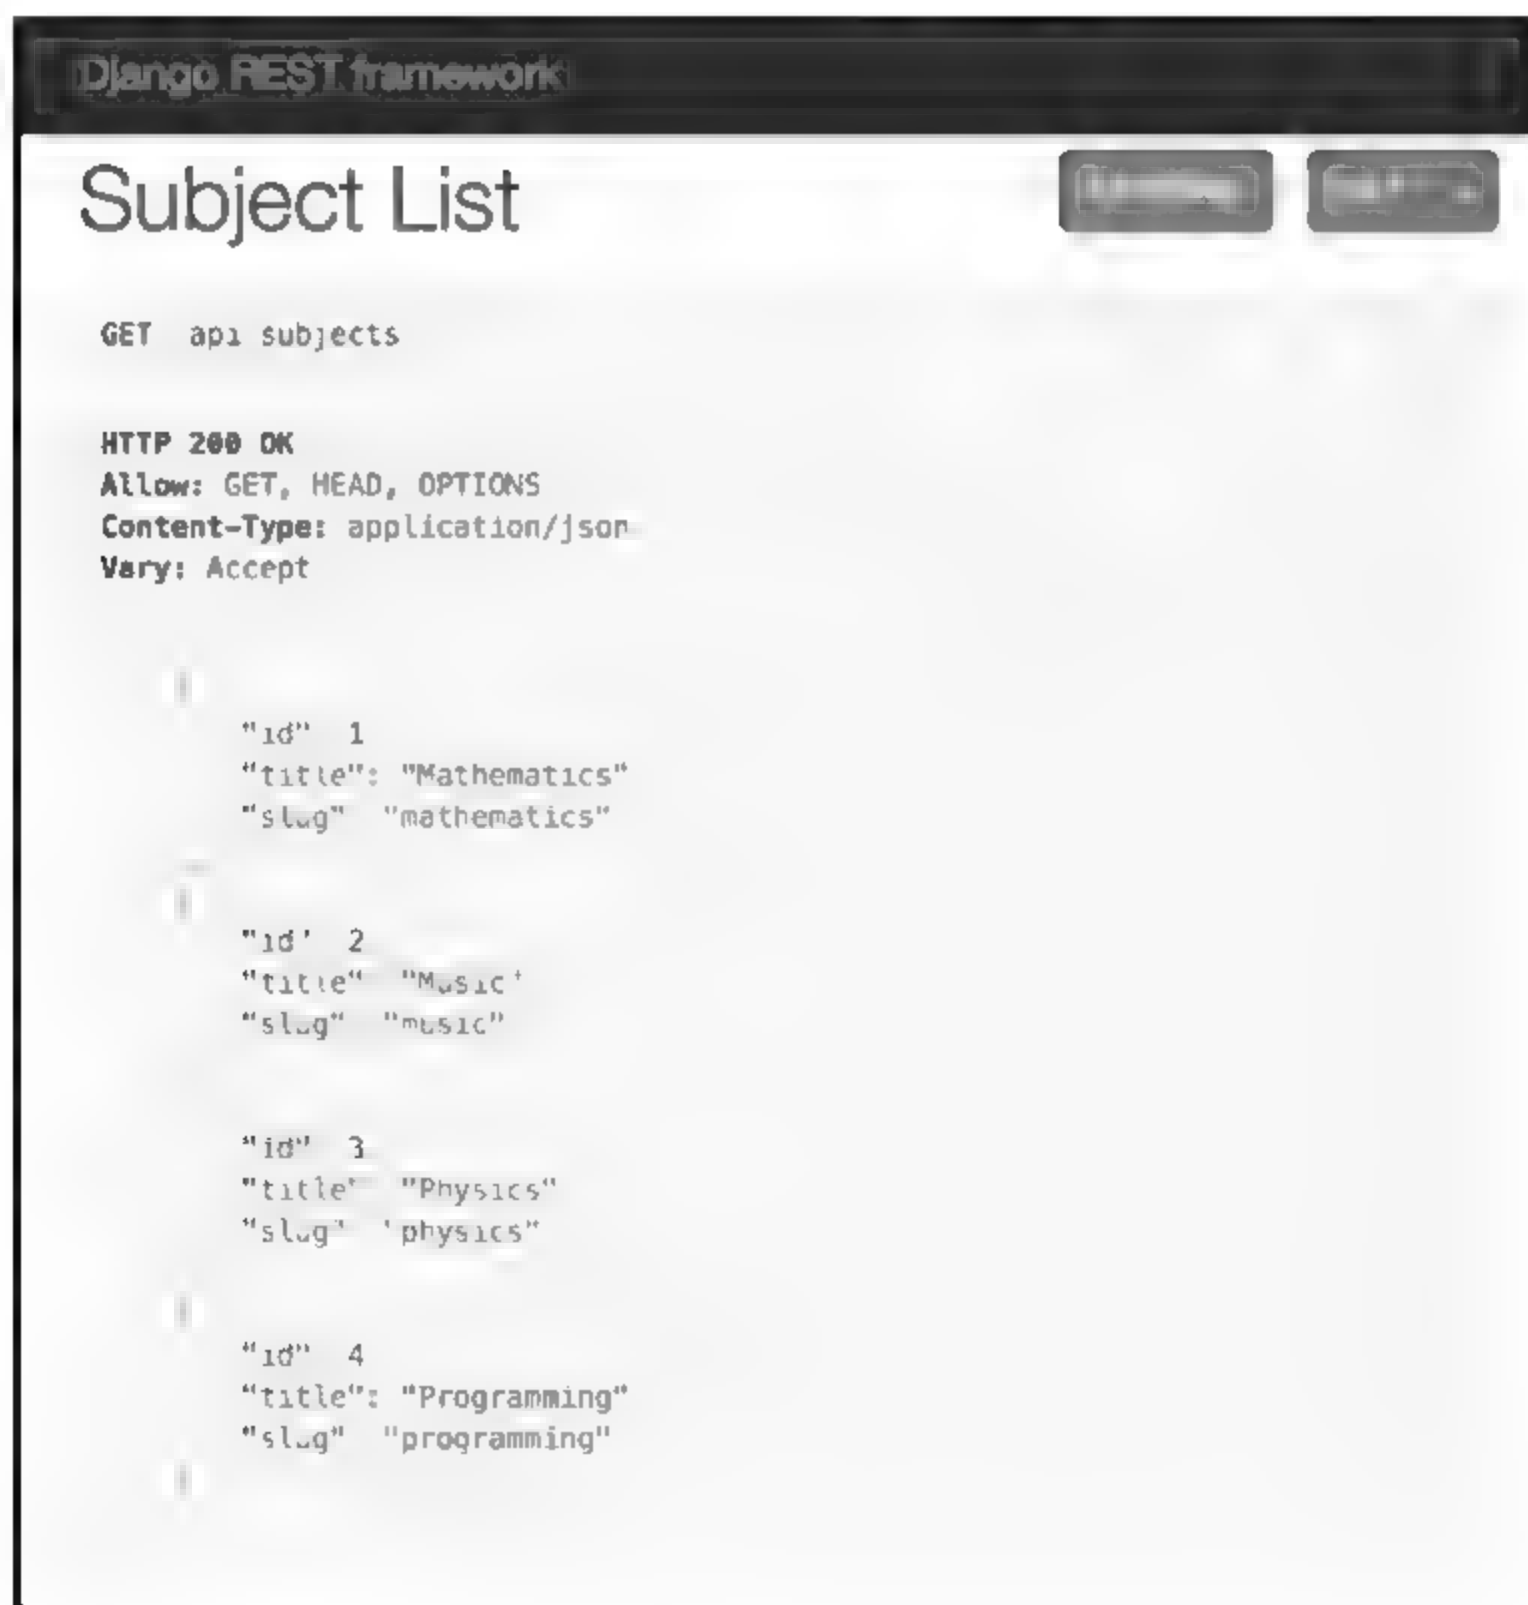 Django REST framework
Subject List
GET api subjects
HTTP 200 OK
Allow: GET, HEAD, OPTIONS
Content-Type: application/json
Vary: Accept
"id" 1
"title": "Mathematics"
"slug" "mathematics"
"id" 2
"title" "Music"
"slug" "music"
"id" 3
"title" "Physics"
"slug" "physics"
"id" 4
"title": "Programming"
"slug" "programming"